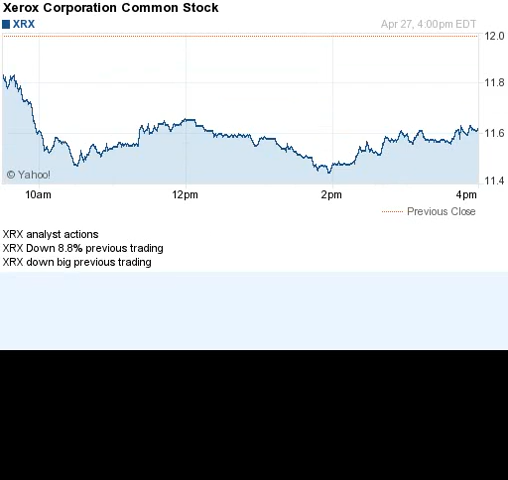 Xerox Corporation Common Stock
XRX Apr 27, 4:00pm EDT
12.0
11.8
11.6
11.4
© Yahoo!
10am 12pm 2pm 4pm
Previous Close
XRX analyst actions
XRX Down 8.8% previous trading
XRX down big previous trading